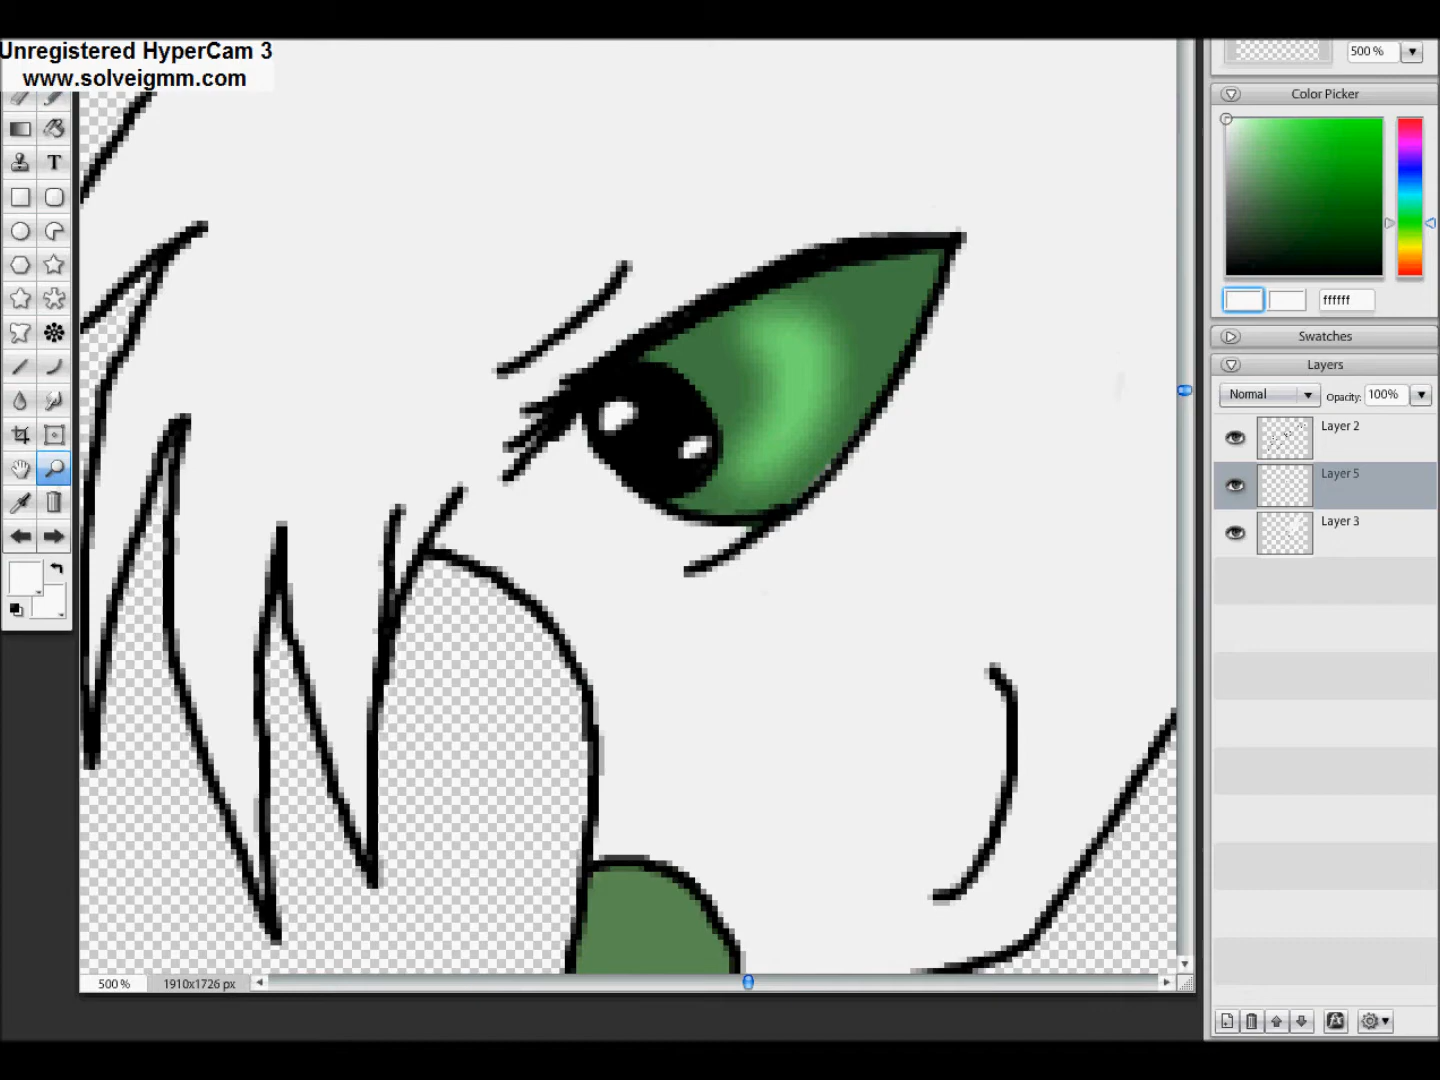 Unregistered HyperCam 3
www.solveigmm.com
500 %
Color Picker
ffffff
Swatches
Layers
Normal
Opacity: 100%
Layer 2
Layer 5
Layer 3
T
500 %
1910x1726 px